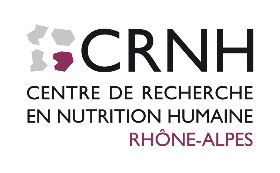 CRNH
CENTRE DE RECHERCHE
EN NUTRITION HUMAINE
RHÔNE-ALPES